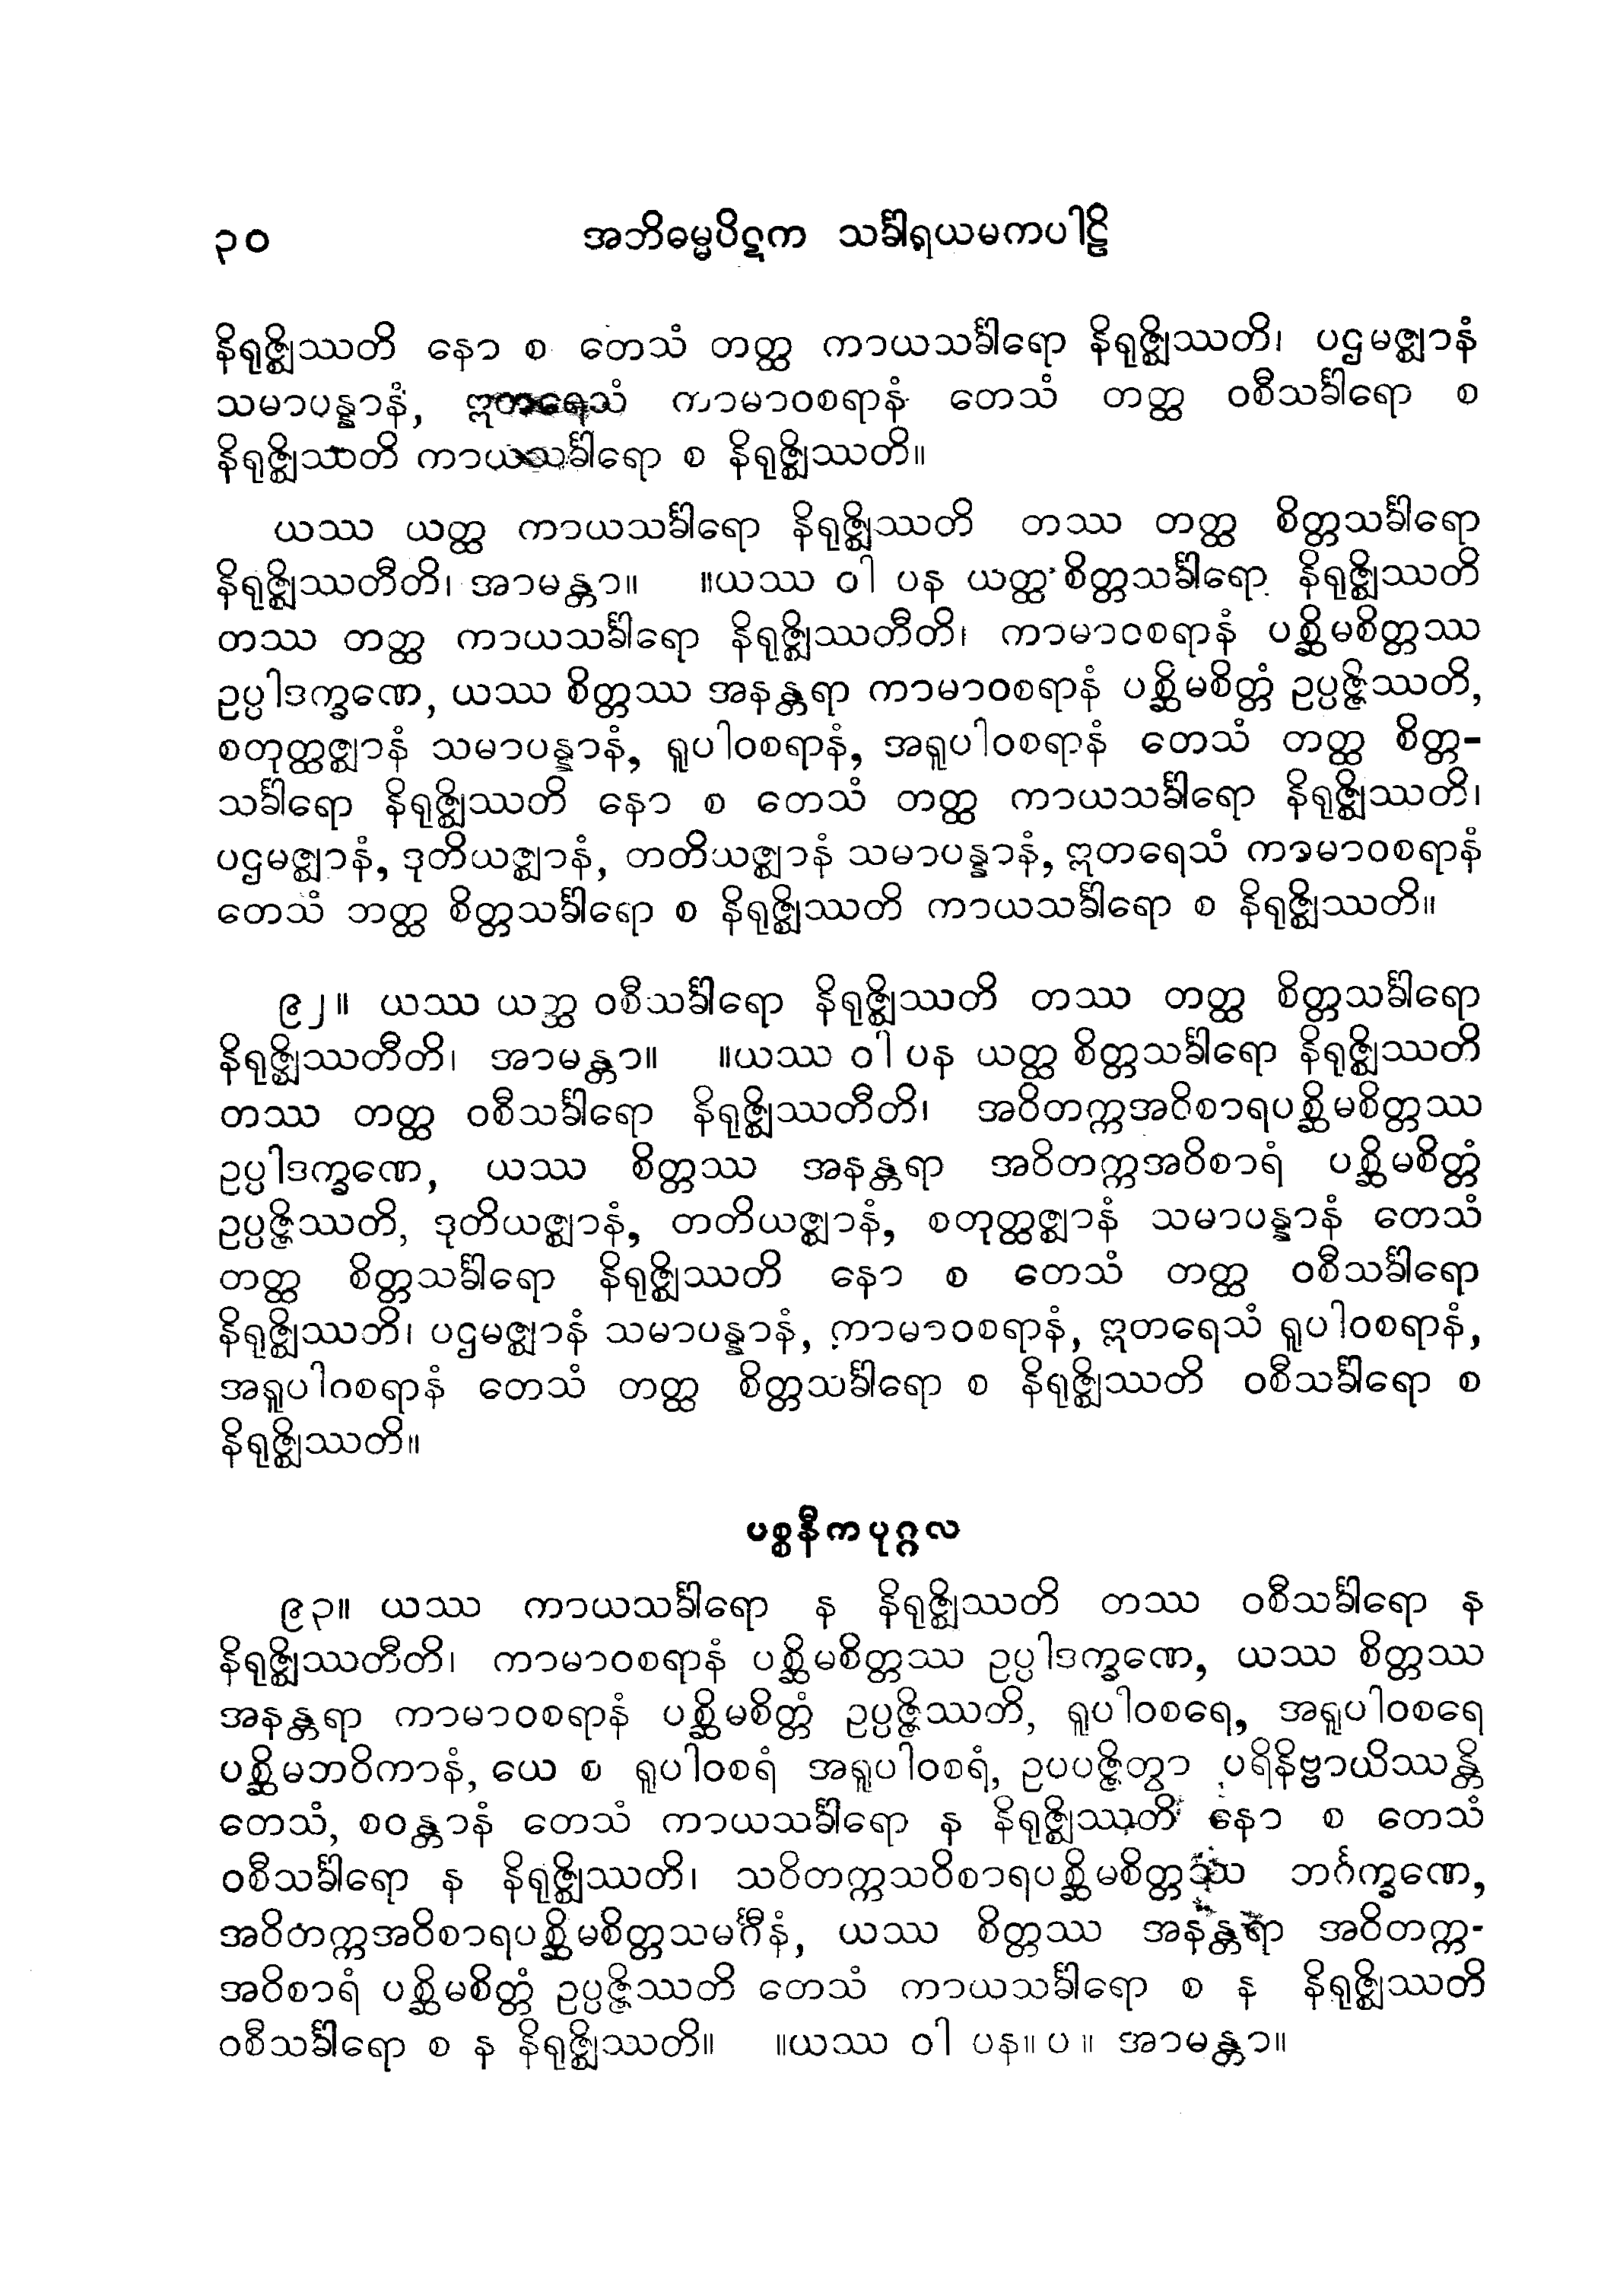 ၃၀ အဘိဓမ္မပိဋက သင်္ခါရယမကပါဠိ
နိရုဇ္ဈိဿတိ နော စ တေသံ တတ္ထ ကာယသင်္ခါရော နိရုဇ္ဈိဿတိ၊ ပဌမဇ္ဈာနံ
သမာပန္နာနံ, ဣတရေသံ ကာမာဝစရာနံ တေသံ တတ္ထ ဝစီသင်္ခါရော စ
နိရုဇ္ဈိဿတိ ကာယသင်္ခါရော စ နိရုဇ္ဈိဿတိ။
ယဿ ယတ္ထ ကာယသင်္ခါရော နိရုဇ္ဈိဿတိ တဿ တတ္ထ စိတ္တသင်္ခါရော
နိရုဇ္ဈိဿတီတိ၊ အာမန္တာ။ ။ယဿ ဝါ ပန ယတ္ထ စိတ္တသင်္ခါရော နိရုဇ္ဈိဿတိ
တဿ တတ္ထ ကာယသင်္ခါရော နိရုဇ္ဈိဿတီတိ၊ ကာမာဝစရာနံ ပစ္ဆိမစိတ္တဿ
ဥပ္ပါဒက္ခဏေ, ယဿ စိတ္တဿ အနန္တရာ ကာမာဝစရာနံ ပစ္ဆိမစိတ္တံ ဥပ္ပဇ္ဇိဿတိ,
စတုတ္ထဇ္ဈာနံ သမာပန္နာနံ, ရူပါဝစရာနံ, အရူပါဝစရာနံ တေသံ တတ္ထ စိတ္တ-
သင်္ခါရော နိရုဇ္ဈိဿတိ နော စ တေသံ တတ္ထ ကာယသင်္ခါရော နိရုဇ္ဈိဿတိ၊
ပဌမဇ္ဈာနံ, ဒုတိယဇ္ဈာနံ, တတိယဇ္ဈာနံ သမာပန္နာနံ, ဣတရေသံ ကာမာဝစရာနံ
တေသံ တတ္ထ စိတ္တသင်္ခါရော စ နိရုဇ္ဈိဿတိ ကာယသင်္ခါရော စ နိရုဇ္ဈိဿတိ။
၉၂။ ယဿ ယတ္ထ ဝစီသင်္ခါရော နိရုဇ္ဈိဿတိ တဿ တတ္ထ စိတ္တသင်္ခါရော
နိရုဇ္ဈိဿတီတိ၊ အာမန္တာ။ ။ယဿ ဝါ ပန ယတ္ထ စိတ္တသင်္ခါရော နိရုဇ္ဈိဿတိ
တဿ တတ္ထ ဝစီသင်္ခါရော နိရုဇ္ဈိဿတီတိ၊ အဝိတက္ကအဝိစာရပစ္ဆိမစိတ္တဿ
ဥပ္ပါဒက္ခဏေ, ယဿ စိတ္တဿ အနန္တရာ အဝိတက္ကအဝိစာရံ ပစ္ဆိမစိတ္တံ
ဥပ္ပဇ္ဇိဿတိ, ဒုတိယဇ္ဈာနံ, တတိယဇ္ဈာနံ, စတုတ္ထဇ္ဈာနံ သမာပန္နာနံ တေသံ
တတ္ထ စိတ္တသင်္ခါရော နိရုဇ္ဈိဿတိ နော စ တေသံ တတ္ထ ဝစီသင်္ခါရော
နိရုဇ္ဈိဿတိ၊ ပဌမဇ္ဈာနံ သမာပန္နာနံ, ကာမာဝစရာနံ, ဣတရေသံ ရူပါဝစရာနံ,
အရူပါဝစရာနံ တေသံ တတ္ထ စိတ္တသင်္ခါရော စ နိရုဇ္ဈိဿတိ ဝစီသင်္ခါရော စ
နိရုဇ္ဈိဿတိ။
ပစ္စနီကပုဂ္ဂလ
၉၃။ ယဿ ကာယသင်္ခါရော န နိရုဇ္ဈိဿတိ တဿ ဝစီသင်္ခါရော န
နိရုဇ္ဈိဿတီတိ၊ ကာမာဝစရာနံ ပစ္ဆိမစိတ္တဿ ဥပ္ပါဒက္ခဏေ, ယဿ စိတ္တဿ
အနန္တရာ ကာမာဝစရာနံ ပစ္ဆိမစိတ္တံ ဥပ္ပဇ္ဇိဿတိ, ရူပါဝစရေ, အရူပါဝစရေ
ပစ္ဆိမဘဝိကာနံ, ယေ စ ရူပါဝစရံ အရူပါဝစရံ, ဥပပဇ္ဇိတွာ ပရိနိဗ္ဗာယိဿန္တိ
တေသံ, စဝန္တာနံ တေသံ ကာယသင်္ခါရော န နိရုဇ္ဈိဿတိ နော စ တေသံ
ဝစီသင်္ခါရော န နိရုဇ္ဈိဿတိ၊ သဝိတက္ကသဝိစာရပစ္ဆိမစိတ္တဿ ဘင်္ဂက္ခဏေ,
အဝိတက္ကအဝိစာရပစ္ဆိမစိတ္တသမင်္ဂီနံ, ယဿ စိတ္တဿ အနန္တရာ အဝိတက္က-
အဝိစာရံ ပစ္ဆိမစိတ္တံ ဥပ္ပဇ္ဇိဿတိ တေသံ ကာယသင်္ခါရော စ န နိရုဇ္ဈိဿတိ
ဝစီသင်္ခါရော စ န နိရုဇ္ဈိဿတိ။ ။ယဿ ဝါ ပန။ ပ ။ အာမန္တာ။